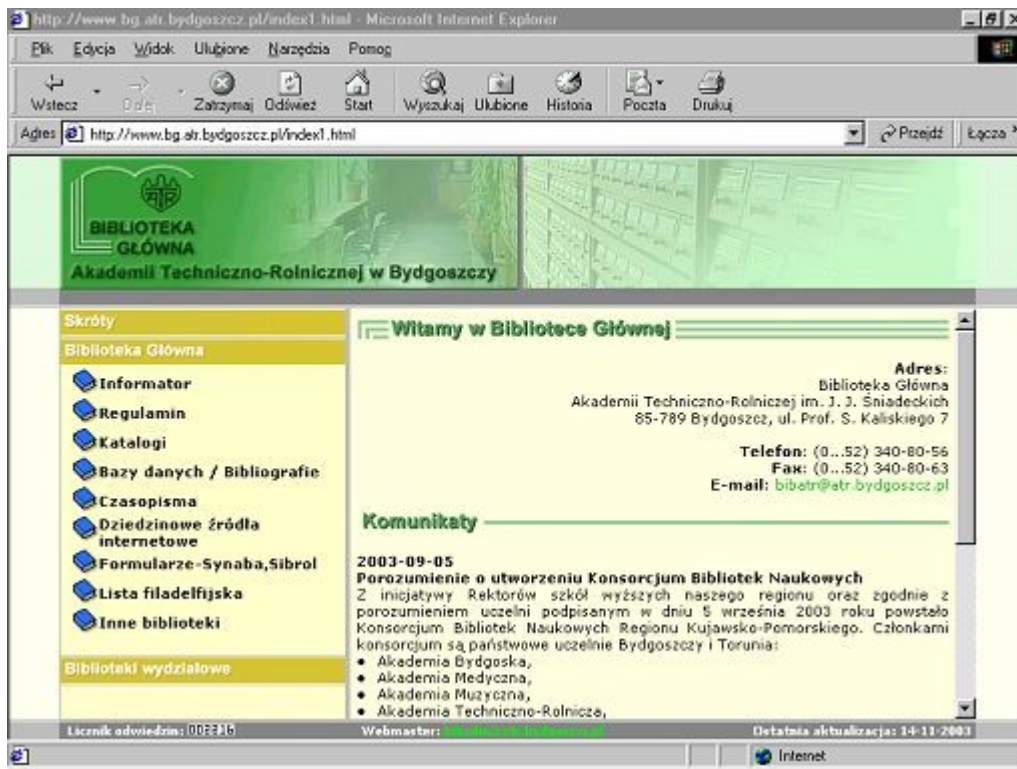 http://www.bg.atr.bydgoszcz.pl/index1.html - Microsoft Internet Explorer
Plik Edycja Widok Ulubione Narzędzia Pomoc
Wstecz Dalej Zatrzymaj Odśwież Start Wyszukaj Ulubione Historia Poczta Drukuj
Adres http://www.bg.atr.bydgoszcz.pl/index1.html Przejdź Łącza
ATR
BIBLIOTEKA
GŁÓWNA
Akademii Techniczno-Rolnicznej w Bydgoszczy
Skróty
Biblioteka Główna
Informator
Regulamin
Katalogi
Bazy danych / Bibliografie
Czasopisma
Dziedzinowe źródła
internetowe
Formularze-Synaba,Sibrol
Lista filadelfijska
Inne biblioteki
Biblioteki wydziałowe
Witamy w Bibliotece Głównej
Adres:
Biblioteka Główna
Akademii Techniczno-Rolniczej im. J. J. Śniadeckich
85-789 Bydgoszcz, ul. Prof. S. Kaliskiego 7
Telefon: (0...52) 340-80-56
Fax: (0...52) 340-80-63
E-mail: bibatr@atr.bydgoszcz.pl
Komunikaty
2003-09-05
Porozumienie o utworzeniu Konsorcjum Bibliotek Naukowych
Z inicjatywy Rektorów szkół wyższych naszego regionu oraz zgodnie z
porozumieniem uczelni podpisanym w dniu 5 września 2003 roku powstało
Konsorcjum Bibliotek Naukowych Regionu Kujawsko-Pomorskiego. Członkami
konsorcjum są państwowe uczelnie Bydgoszczy i Torunia:
• Akademia Bydgoska,
• Akademia Medyczna,
• Akademia Muzyczna,
• Akademia Techniczno-Rolnicza,
Licznik odwiedzin: Webmaster: Ostatnia aktualizacja: 14-11-2003
Internet